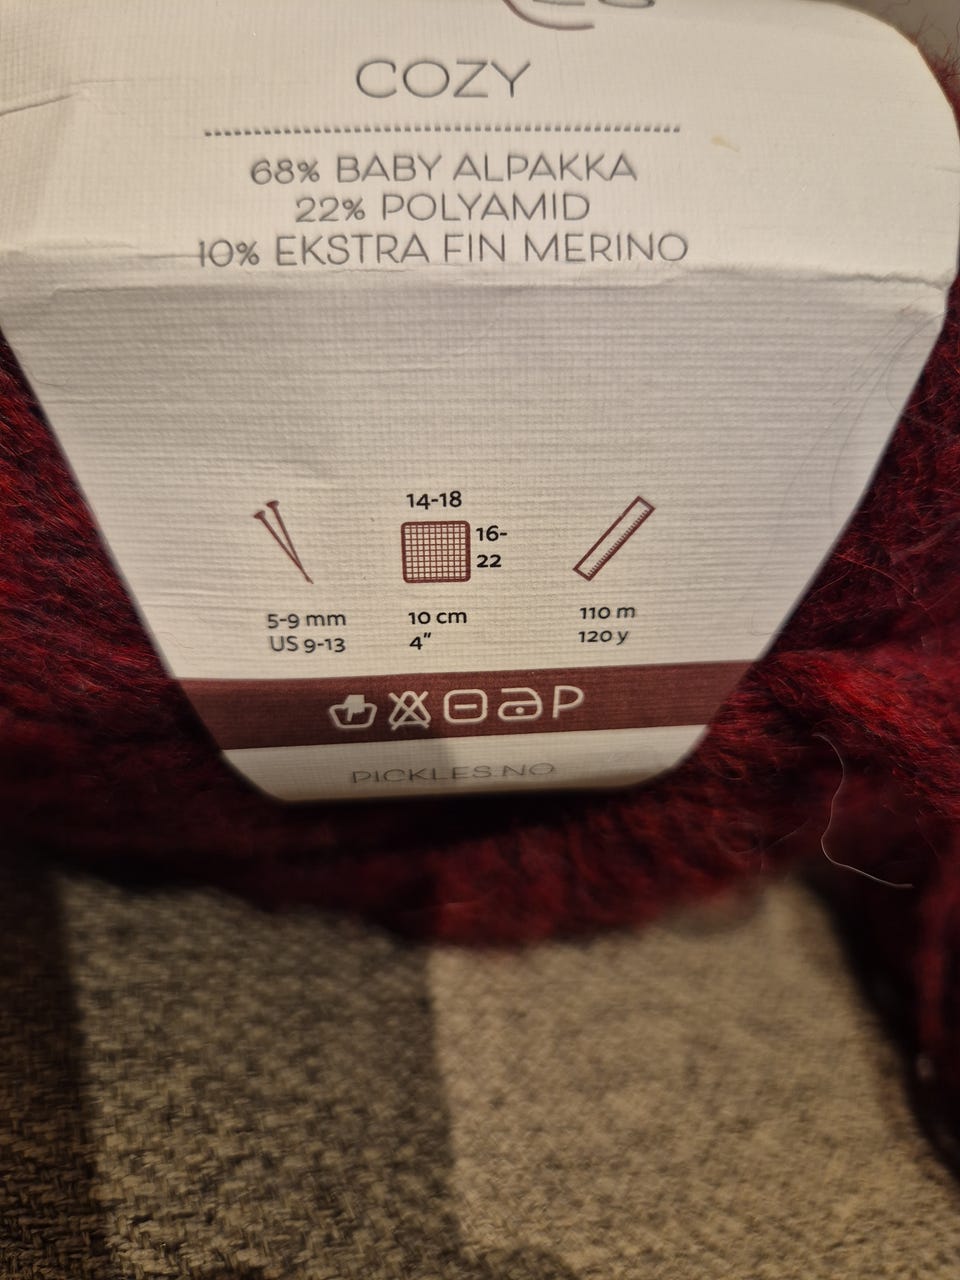 COZY
68% BABY ALPAKKA
22% POLYAMID
10% EKSTRA FIN MERINO
14-18
16-
22
5-9 mm
US 9-13
10 cm
4"
110 m
120 y
P
PICKLES.NO